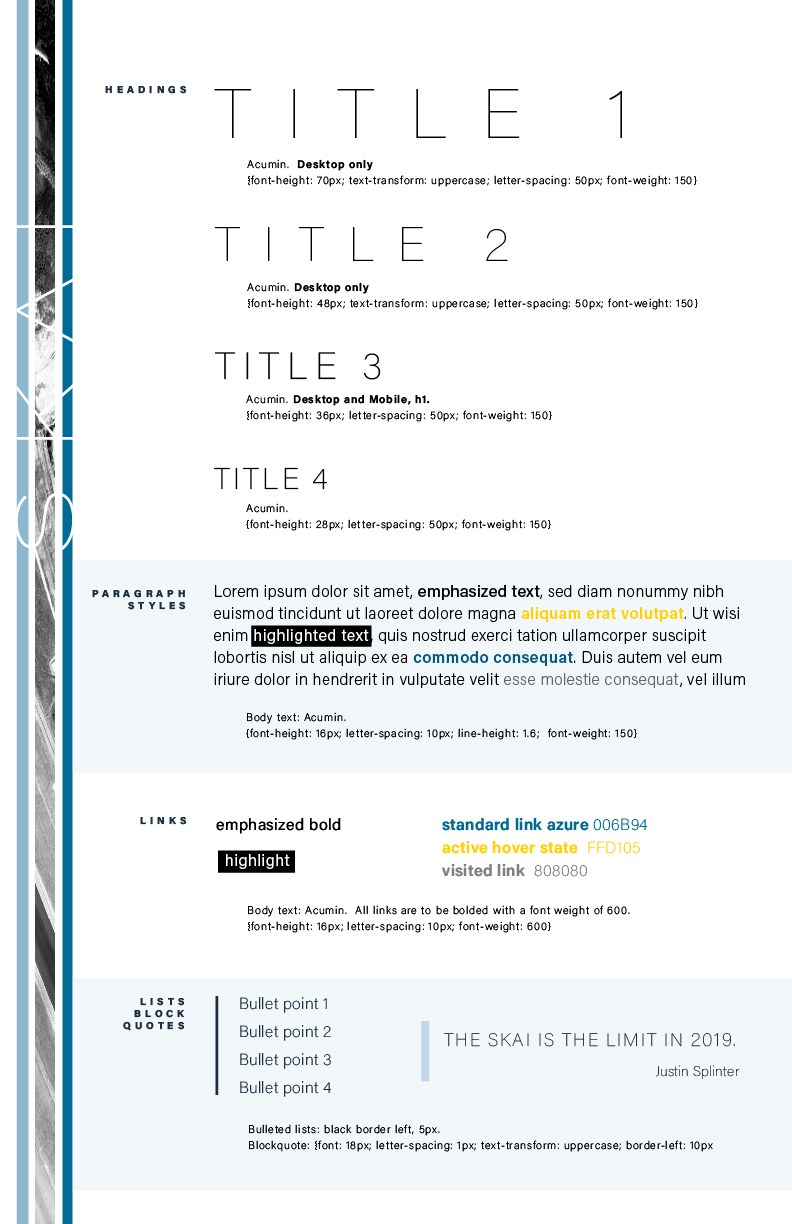 SKAI
HEADINGS
TITLE 1
Acumin. Desktop only
}font-height: 70px; text-transform: uppercase; letter-spacing: 50px; font-weight: 150}
TITLE 2
Acumin. Desktop only
}font-height: 48px; text-transform: uppercase; letter-spacing: 50px; font-weight: 150}
TITLE 3
Acumin. Desktop and Mobile, h1.
}font-height: 36px; letter-spacing: 50px; font-weight: 150}
TITLE 4
Acumin.
{font-height: 28px; letter-spacing: 50px; font-weight: 150}
PARAGRAPH
STYLES
Lorem ipsum dolor sit amet, emphasized text, sed diam nonummy nibh
euismod tincidunt ut laoreet dolore magna aliquam erat volutpat. Ut wisi
enim highlighted text, quis nostrud exerci tation ullamcorper suscipit
lobortis nisl ut aliquip ex ea commodo consequat. Duis autem vel eum
iriure dolor in hendrerit in vulputate velit esse molestie consequat, vel illum
Body text: Acumin.
{font-height: 16px; letter-spacing: 10px; line-height: 1.6; font-weight: 150}
LINKS
emphasized bold
highlight
standard link azure 006B94
active hover state FFD105
visited link 808080
Body text: Acumin. All links are to be bolded with a font weight of 600.
}font-height: 16px; letter-spacing: 10px; font-weight: 600}
LISTS
BLOCK
QUOTES
Bullet point 1
Bullet point 2
Bullet point 3
Bullet point 4
THE SKAI IS THE LIMIT IN 2019.
Justin Splinter
Bulleted lists: black border left, 5px.
Blockquote: }font: 18px; letter-spacing: 1px; text-transform: uppercase; border-left: 10px